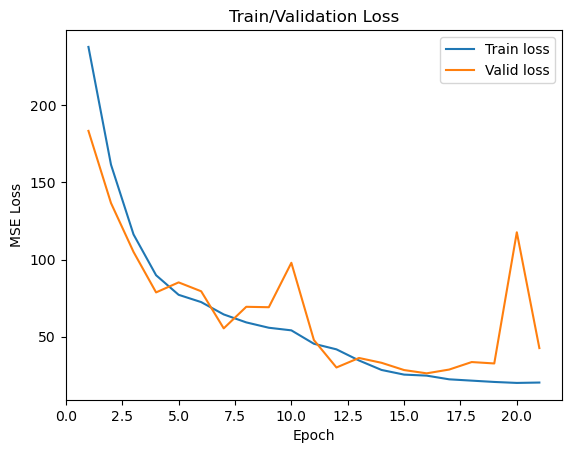 Train/Validation Loss
Train loss
Valid loss
MSE Loss
200
150
100
50
0.0 2.5 5.0 7.5 10.0 12.5 15.0 17.5 20.0
Epoch